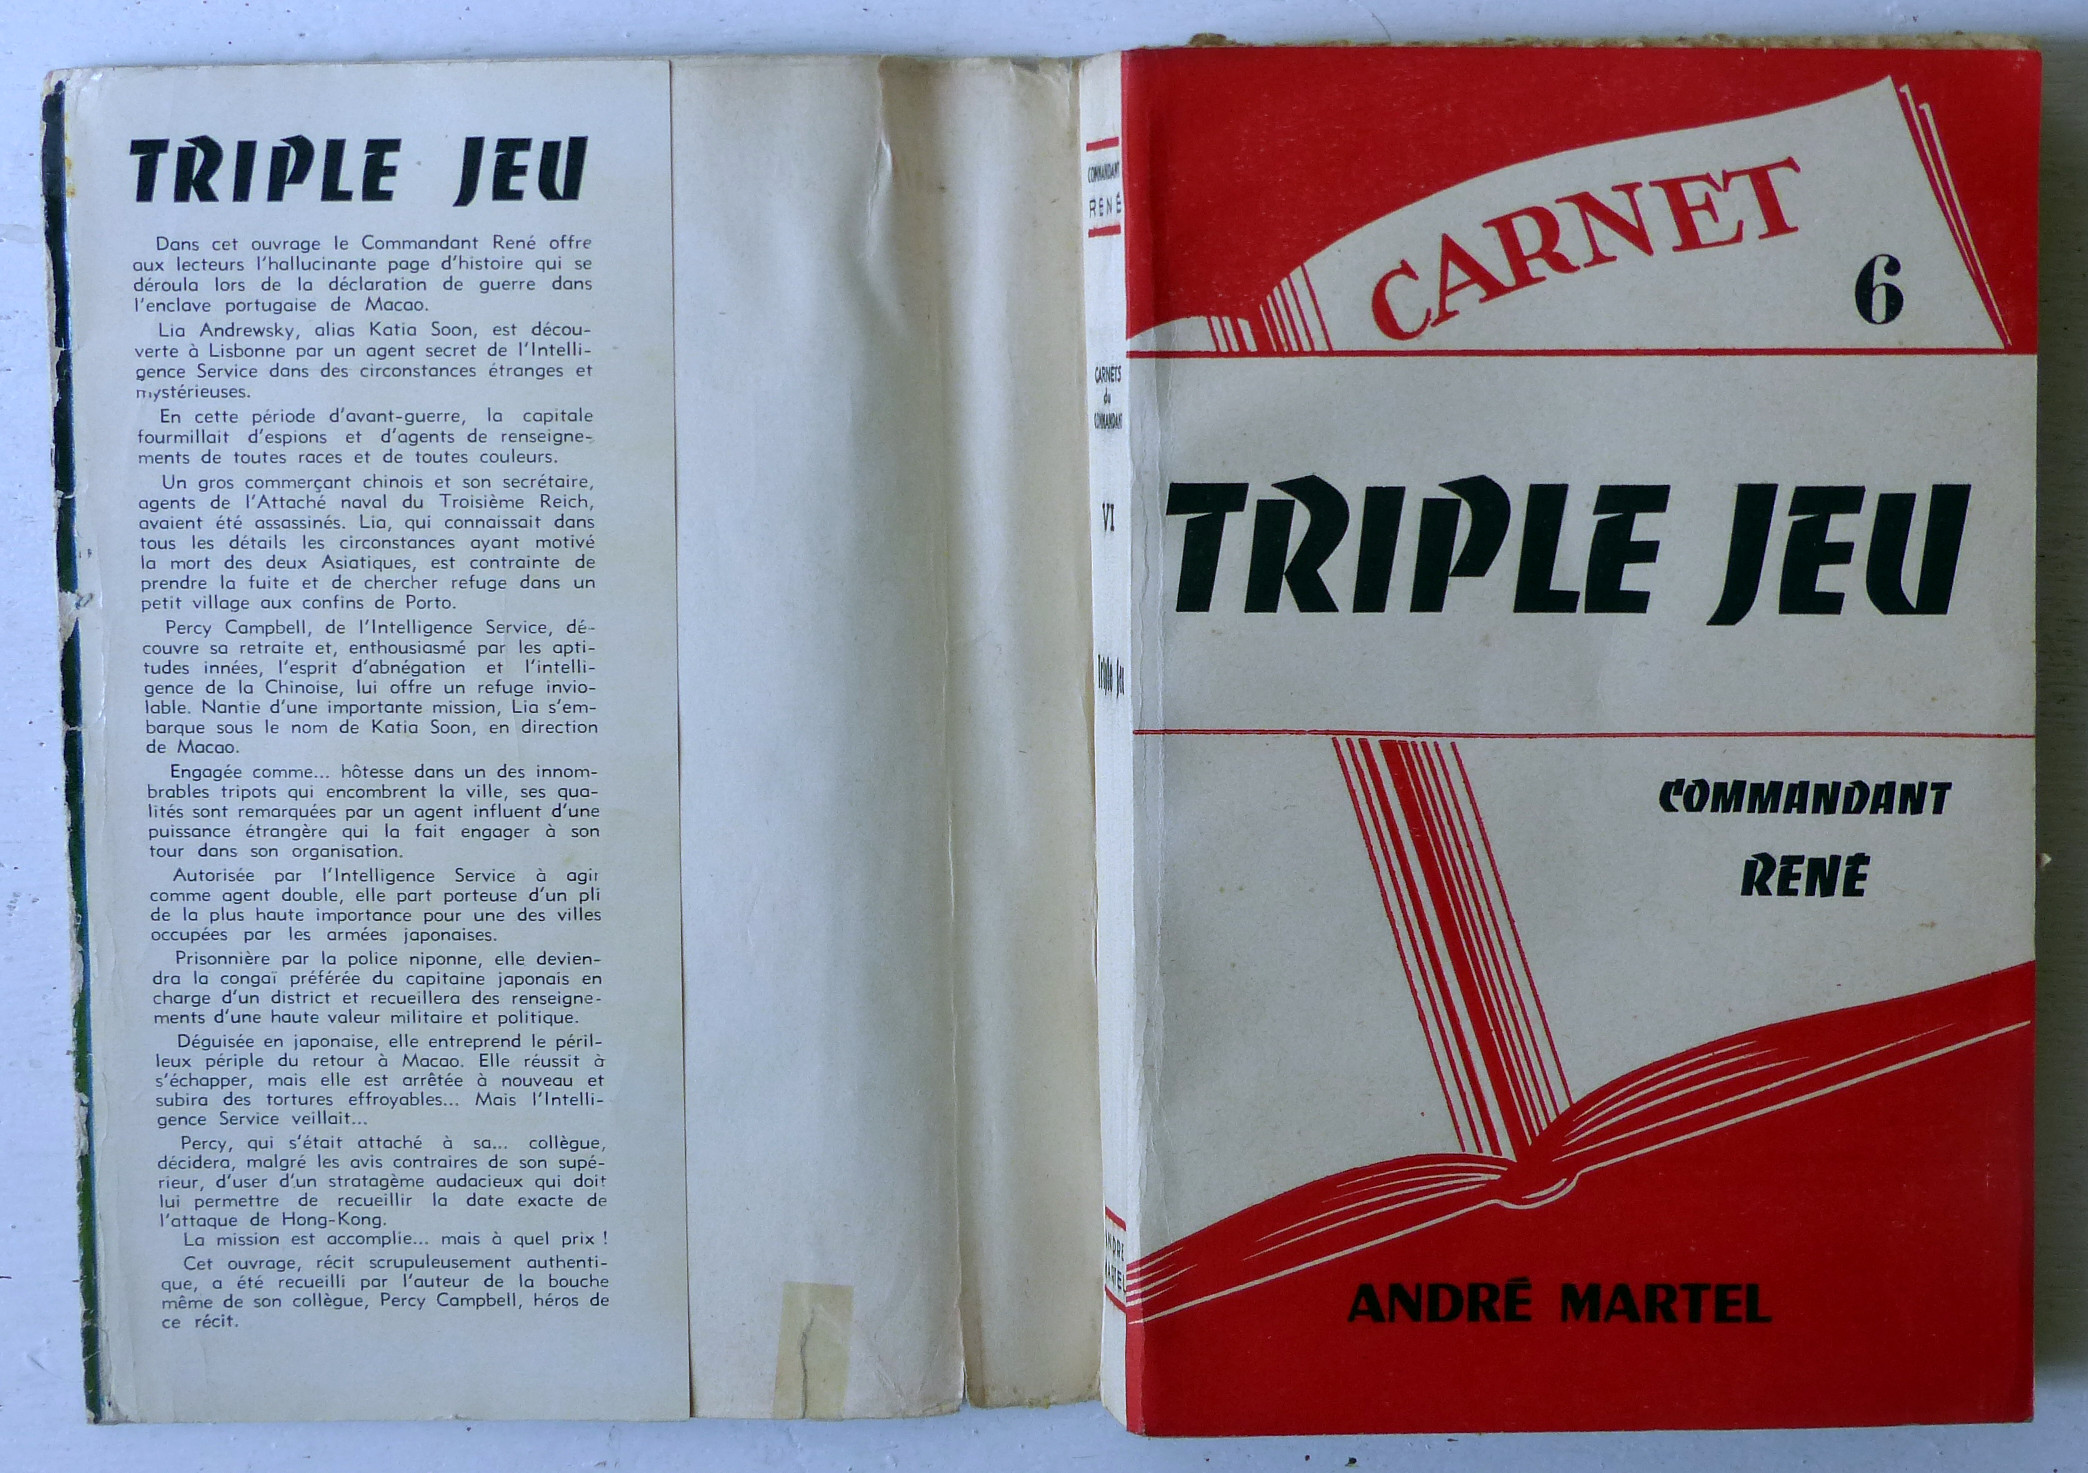 TRIPLE JEU
Dans cet ouvrage le Commandant René offre
aux lecteurs l'hallucinante page d'histoire qui se
déroula lors de la déclaration de guerre dans
l'enclave portugaise de Macao.
Lia Andrewsky, alias Katia Soon, est décou-
verte à Lisbonne par un agent secret de l'Intelli-
gence Service dans des circonstances étranges et
mystérieuses.
En cette période d'avant-guerre, la capitale
fourmillait d'espions et d'agents de renseigne-
ments de toutes races et de toutes couleurs.
Un gros commerçant chinois et son secrétaire,
agents de l'Attaché naval du Troisième Reich,
avaient été assassinés. Lia, qui connaissait dans
tous les détails les circonstances ayant motivé
la mort des deux Asiatiques, est contrainte de
prendre la fuite et de chercher refuge dans un
petit village aux confins de Porto.
Percy Campbell, de l'Intelligence Service, dé-
couvre sa retraite et, enthousiasmé par les apti-
tudes innées, l'esprit d'abnégation et l'intelli-
gence de la Chinoise, lui offre un refuge invio-
lable. Nantie d'une importante mission, Lia s'em-
barque sous le nom de Katia Soon, en direction
de Macao.
Engagée comme... hôtesse dans un des innom-
brables tripots qui encombrent la ville, ses qua-
lités sont remarquées par un agent influent d'une
puissance étrangère qui la fait engager à son
tour dans son organisation.
Autorisée par l'Intelligence Service à agir
comme agent double, elle part porteuse d'un pli
de la plus haute importance pour une des villes
occupées par les armées japonaises.
Prisonnière par la police niponne, elle devien-
dra la congaï préférée du capitaine japonais en
charge d'un district et recueillera des renseigne-
ments d'une haute valeur militaire et politique.
Déguisée en japonaise, elle entreprend le péril-
leux périple du retour à Macao. Elle réussit à
s'échapper, mais elle est arrêtée à nouveau et
subira des tortures effroyables... Mais l'Intelli-
gence Service veillait...
Percy, qui s'était attaché à sa... collègue,
décidera, malgré les avis contraires de son supé-
rieur, d'user d'un stratagème audacieux qui doit
lui permettre de recueillir la date exacte de
l'attaque de Hong-Kong.
La mission est accomplie... mais à quel prix !
Cet ouvrage, récit scrupuleusement authenti-
que, a été recueilli par l'auteur de la bouche
même de son collègue, Percy Campbell, héros de
ce récit.
COMMANDANT
RENÉ
CARNETS
du
COMMANDANT
VI
Triple Jeu
ANDRÉ
MARTEL
CARNET
6
TRIPLE JEU
COMMANDANT
RENÉ
ANDRÉ MARTEL